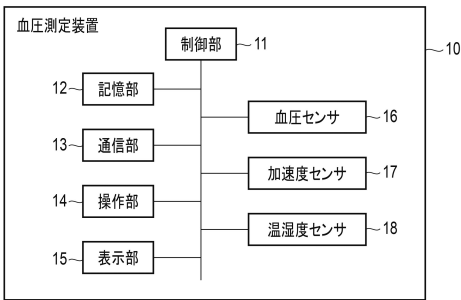 血圧測定装置
制御部 11
10
12 記憶部
13 通信部
14 操作部
15 表示部
血圧センサ 16
加速度センサ 17
温湿度センサ 18